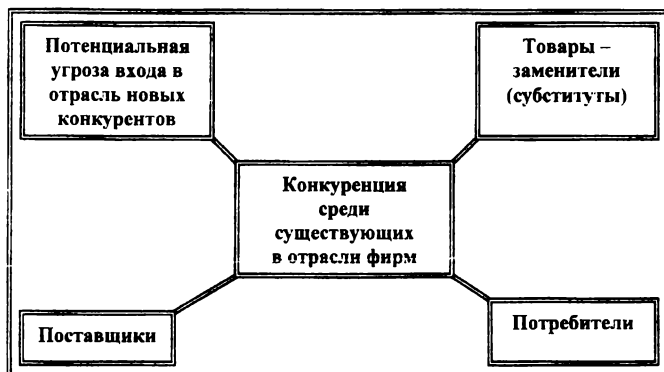 Потенциальная
угроза входа в
отрасль новых
конкурентов
Товары –
заменители
(субституты)
Конкуренция
среди
существующих
в отрасли фирм
Поставщики
Потребители